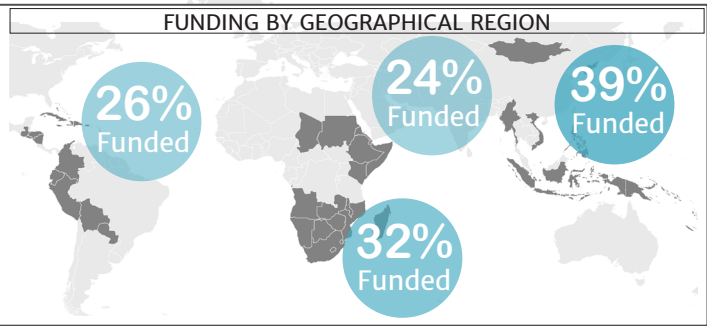 FUNDING BY GEOGRAPHICAL REGION
26%
Funded
24%
Funded
39%
Funded
32%
Funded